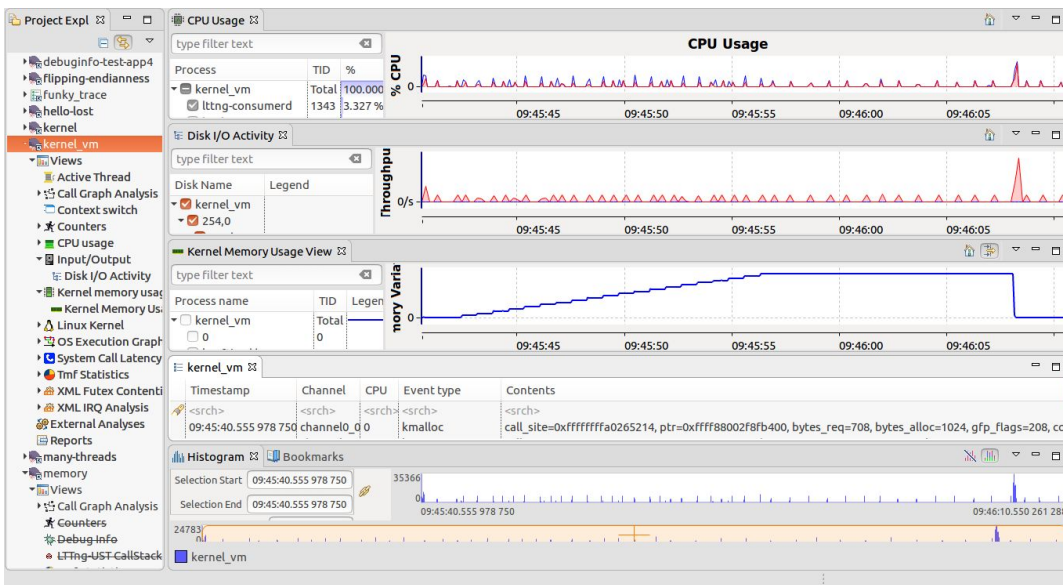 Project Expl
debuginfo-test-app4
flipping-endianness
funky_trace
hello-lost
kernel
kernel_vm
Views
Active Thread
Call Graph Analysis
Context switch
Counters
CPU usage
Input/Output
Disk I/O Activity
Kernel memory usag
Kernel Memory Us
Linux Kernel
OS Execution Graph
System Call Latency
Tmf Statistics
XML Futex Contenti
XML IRQ Analysis
External Analyses
Reports
many-threads
memory
Views
Call Graph Analysis
Counters
Debug Info
LTTng-UST CallStack
CPU Usage
type filter text
Process TID %
kernel_vm Total 100.000
lttng-consumerd 1343 3.327 %
CPU Usage
% CPU
0
09:45:45 09:45:50 09:45:55 09:46:00 09:46:05
Disk I/O Activity
type filter text
Disk Name Legend
kernel_vm
254,0
Throughpu
0/s
09:45:45 09:45:50 09:45:55 09:46:00 09:46:05
Kernel Memory Usage View
type filter text
Process name TID Legen
kernel_vm Total
0 0
mory Varia
0
09:45:45 09:45:50 09:45:55 09:46:00 09:46:05
kernel_vm
Timestamp Channel CPU Event type Contents
<srch> <srch> <srch> <srch> <srch>
09:45:40.555 978 750 channel0_0 0 kmalloc call_site=0xffffffffa0265214, ptr=0xffff88002f8fb400, bytes_req=708, bytes_alloc=1024, gfp_flags=208, co
Histogram Bookmarks
Selection Start 09:45:40.555 978 750
Selection End 09:45:40.555 978 750
35366
0
09:45:40.555 978 750 09:46:10.550 261 288
24783
0
kernel_vm